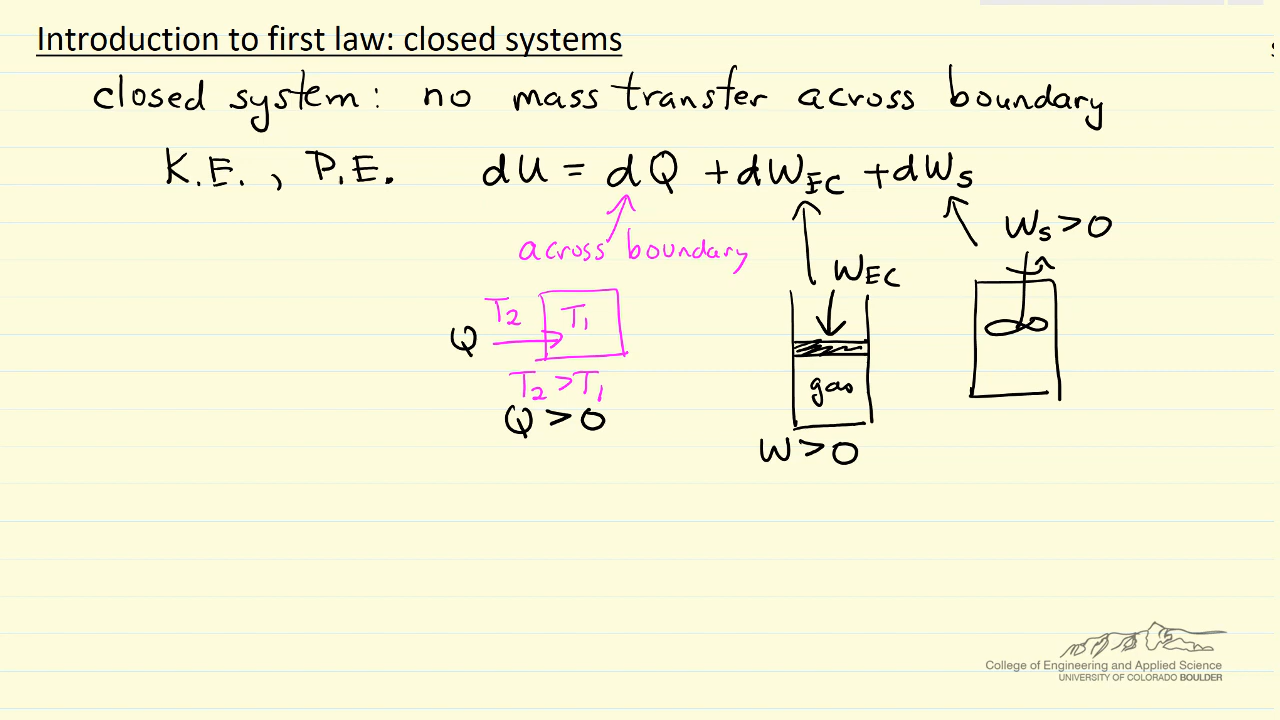 Introduction to first law: closed systems
closed system: no mass transfer across boundary
K.E., P.E. dU = dQ + dW_EC + dW_S
across boundary
W_S > 0
W_EC
T_2 T_1
Q
T_2 > T_1
Q > 0
gas
W > 0
College of Engineering and Applied Science
UNIVERSITY OF COLORADO BOULDER